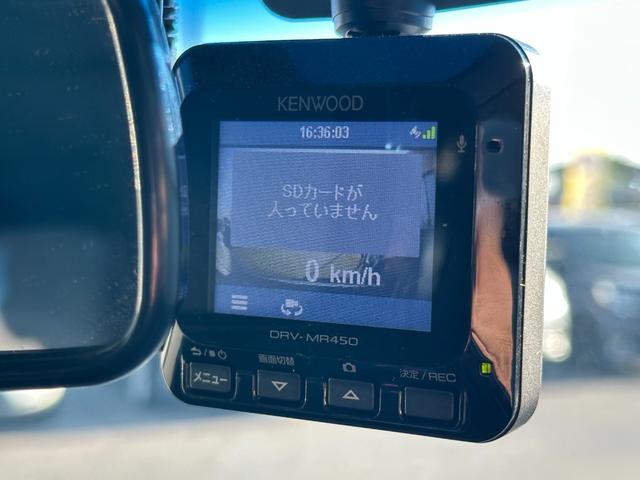 KENWOOD
16:36:03
SDカードが
入っていません
0 km/h
DRV-MR450
画面切替
決定/REC
メニュー